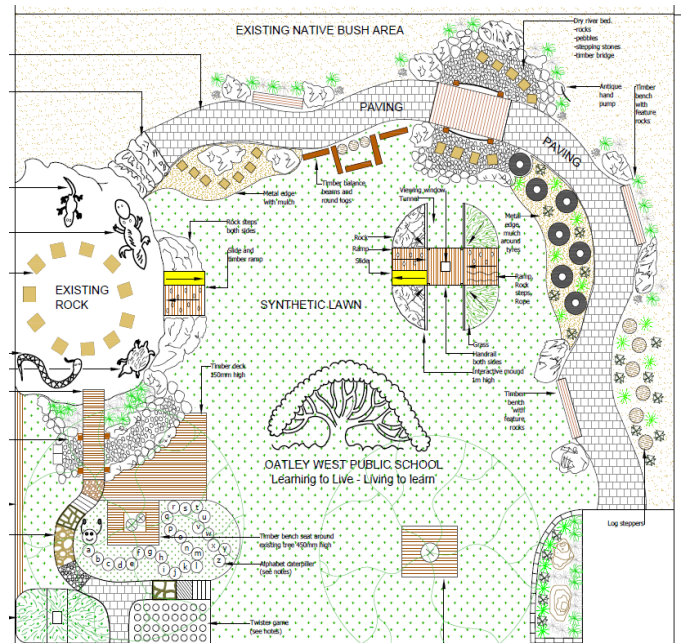 EXISTING NATIVE BUSH AREA
Dry river bed.
-rocks
-pebbles
-stepping stones
-timber bridge
Antique
hand
pump
Timber
bench
with
feature
rocks
PAVING
PAVING
Metal edge
with mulch
Timber balance
beams and
round logs
Viewing window
Tunnel
Metal
edge,
mulch
around
tyres
Rock steps
both sides
Slide and
timber ramp
Rock
Ramp
Slide
Ramp,
Rock
steps,
Rope
EXISTING
ROCK
SYNTHETIC LAWN
Grass
Handrail
both sides
Interactive mound
1m high
Timber deck
150mm high
Timber
bench
with
feature
rocks
OATLEY WEST PUBLIC SCHOOL
'Learning to Live - Living to learn'
Log steppers
Timber bench seat around
existing tree 450mm high
Alphabet caterpillar
(see notes)
a b c d e f g h i j k l m n o p q r s t u v w x y z
Twister game
(see notes)